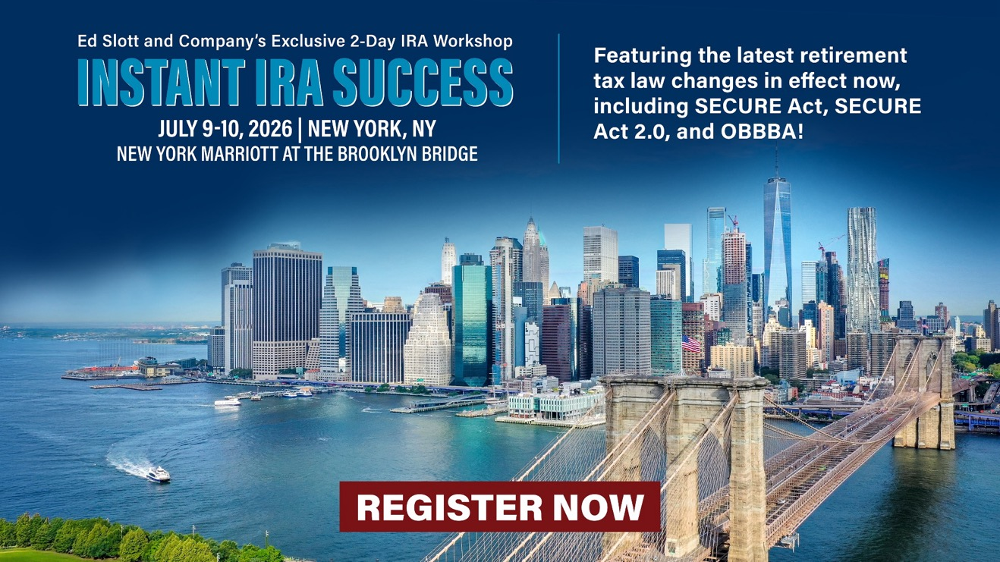 Ed Slott and Company's Exclusive 2-Day IRA Workshop
INSTANT IRA SUCCESS
JULY 9-10, 2026 | NEW YORK, NY
NEW YORK MARRIOTT AT THE BROOKLYN BRIDGE
Featuring the latest retirement
tax law changes in effect now,
including SECURE Act, SECURE
Act 2.0, and OBBBA!
REGISTER NOW